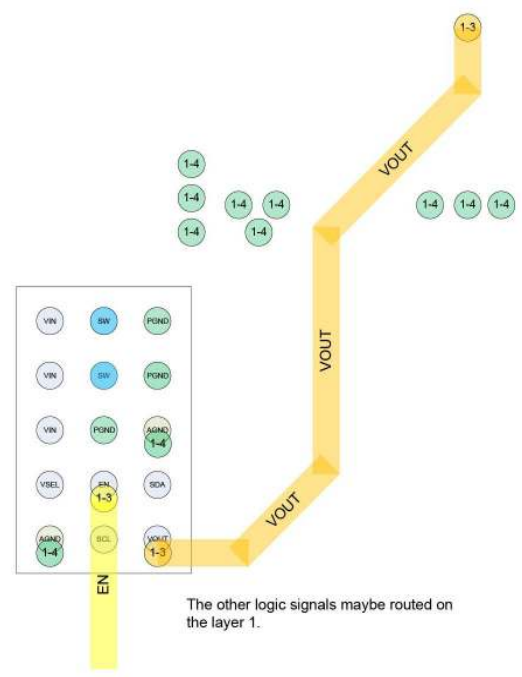 1-3
VOUT
1-4
1-4
1-4 1-4
1-4 1-4
1-4 1-4 1-4
VIN SW PGND
VOUT
VIN SW PGND
VIN PGND AGND
1-4
VSEL EN SDA
1-3
VOUT
AGND SCL VOUT
1-4 1-3
EN
The other logic signals maybe routed on
the layer 1.